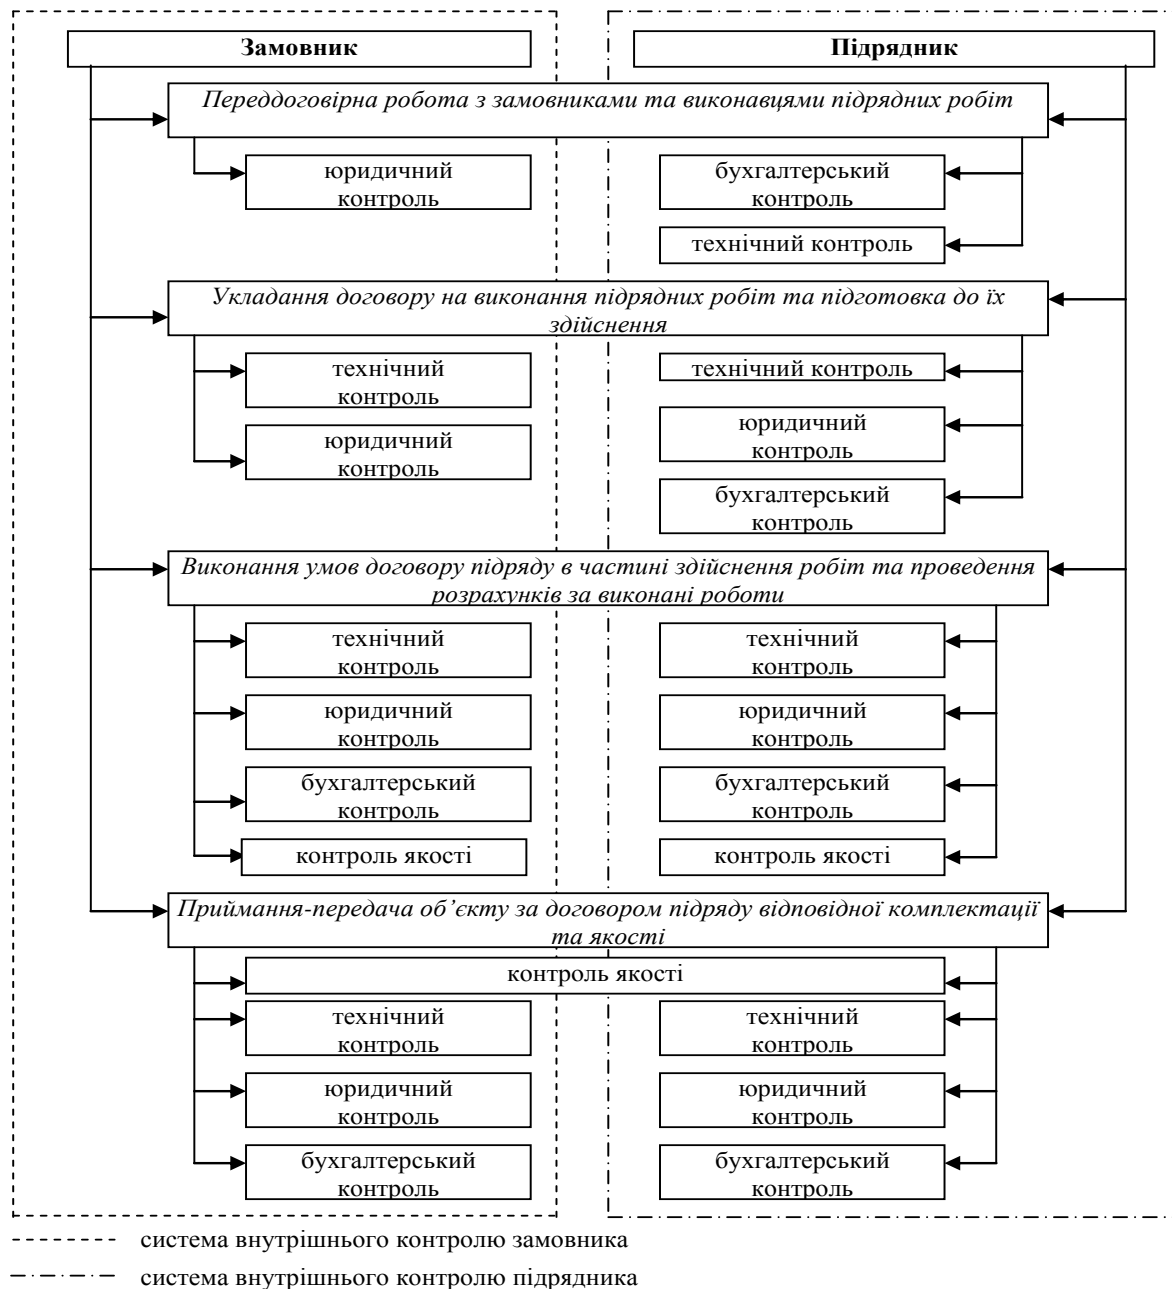 Замовник
Підрядник
Переддоговірна робота з замовниками та виконавцями підрядних робіт
юридичний
контроль
бухгалтерський
контроль
технічний контроль
Укладання договору на виконання підрядних робіт та підготовка до їх
здійснення
технічний
контроль
технічний контроль
юридичний
контроль
юридичний
контроль
бухгалтерський
контроль
Виконання умов договору підряду в частині здійснення робіт та проведення
розрахунків за виконані роботи
технічний
контроль
технічний
контроль
юридичний
контроль
юридичний
контроль
бухгалтерський
контроль
бухгалтерський
контроль
контроль якості
контроль якості
Приймання-передача об’єкту за договором підряду відповідної комплектації
та якості
контроль якості
технічний
контроль
технічний
контроль
юридичний
контроль
юридичний
контроль
бухгалтерський
контроль
бухгалтерський
контроль
система внутрішнього контролю замовника
система внутрішнього контролю підрядника